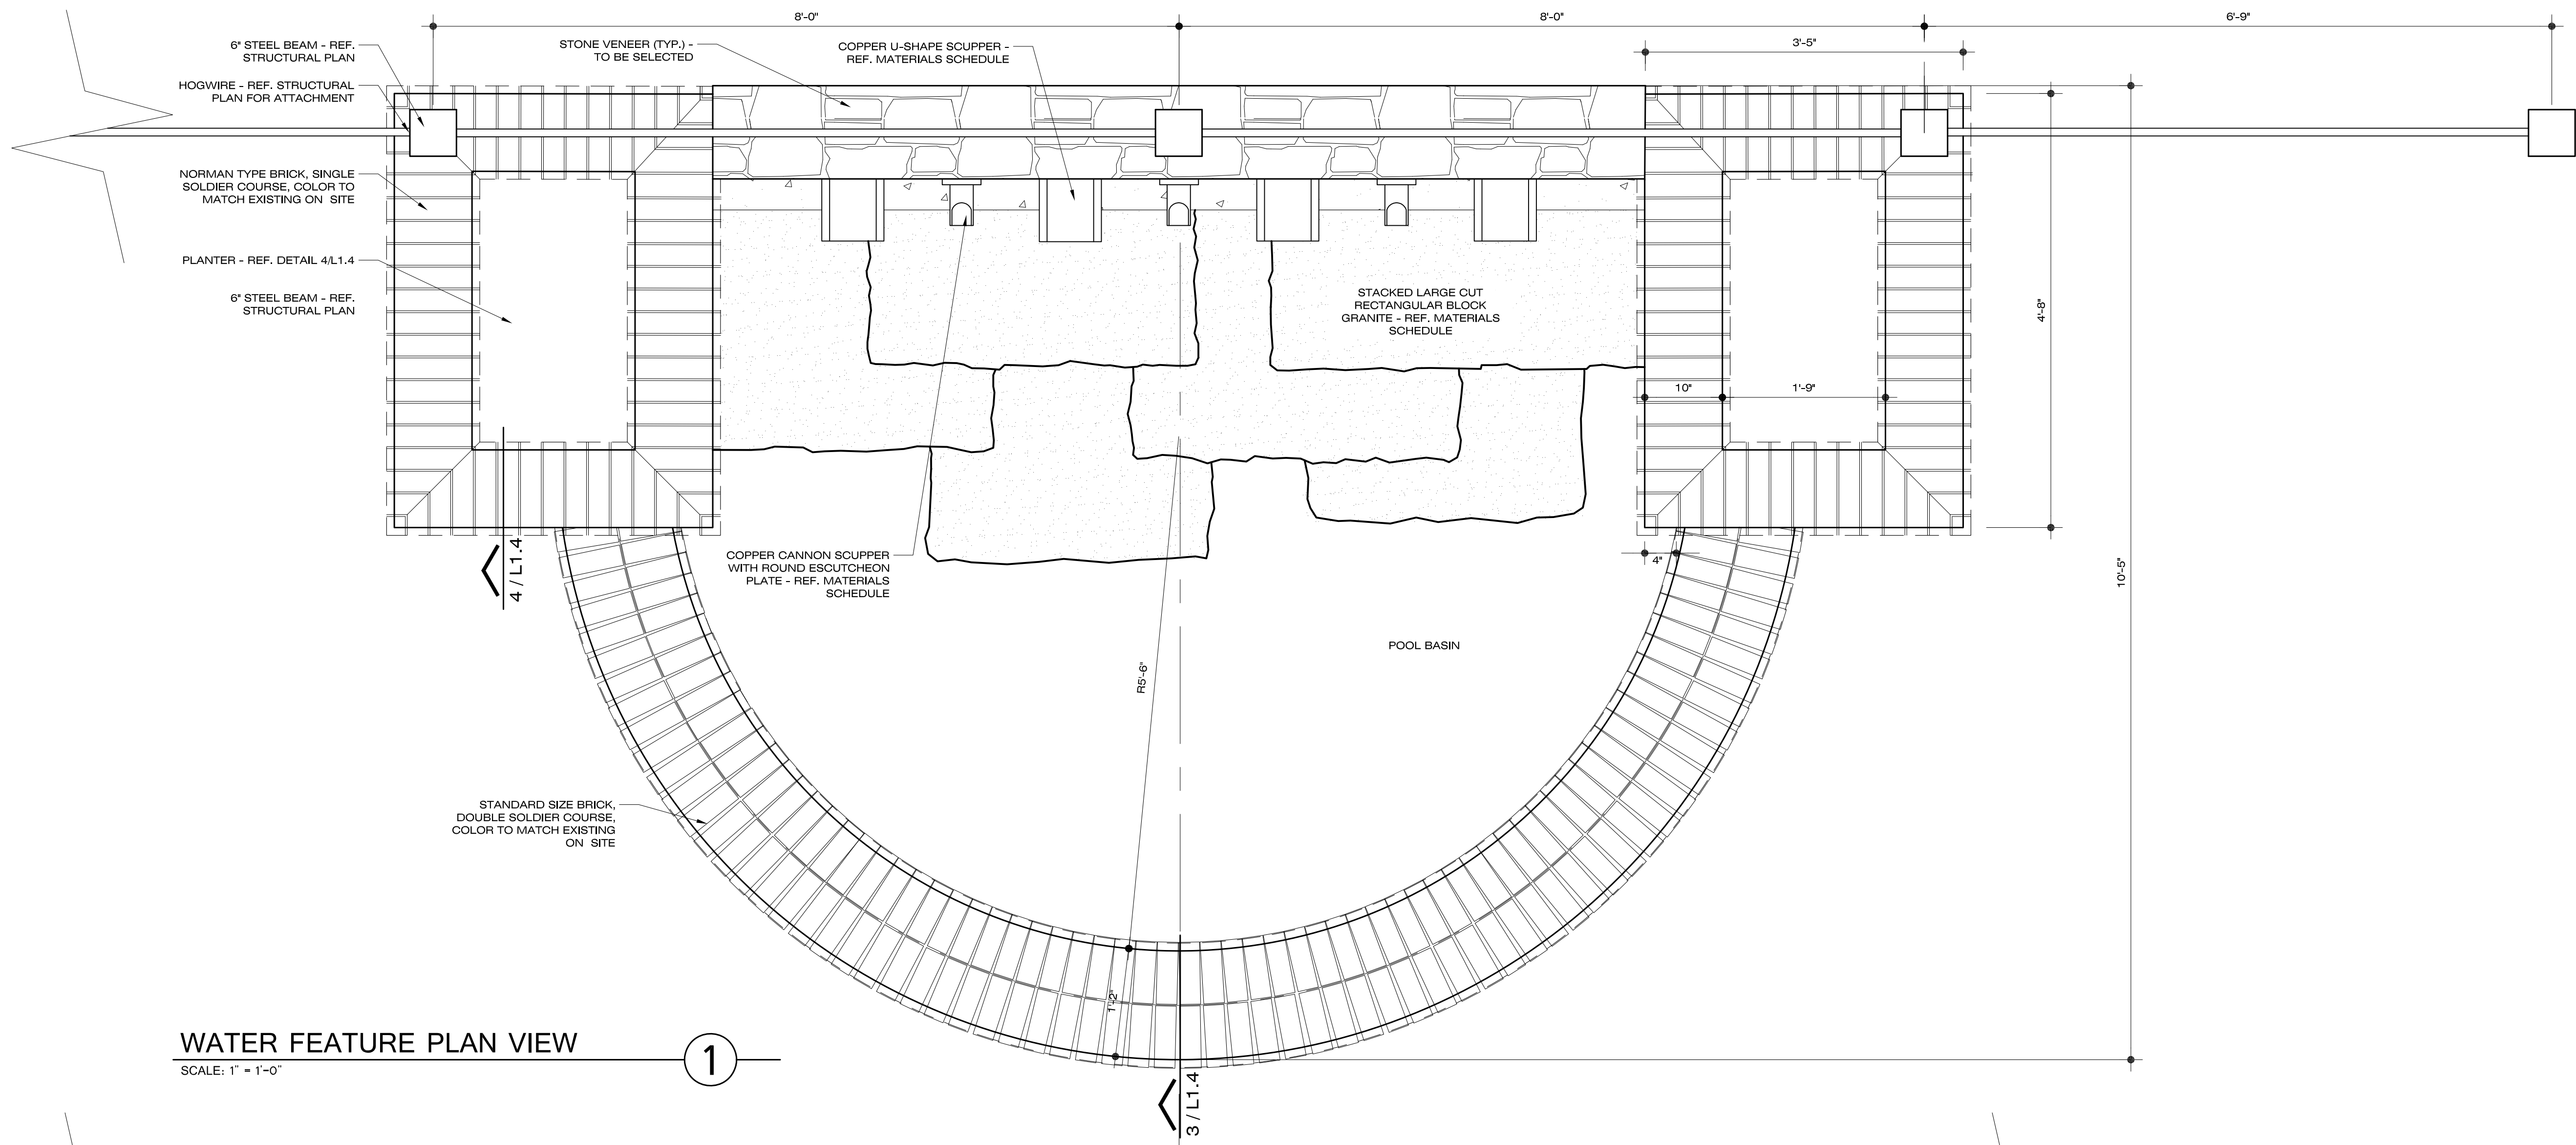 8'-0"
8'-0"
6'-9"
6" STEEL BEAM - REF.
STRUCTURAL PLAN
STONE VENEER (TYP.) -
TO BE SELECTED
COPPER U-SHAPE SCUPPER -
REF. MATERIALS SCHEDULE
3'-5"
HOGWIRE - REF. STRUCTURAL
PLAN FOR ATTACHMENT
NORMAN TYPE BRICK, SINGLE
SOLDIER COURSE, COLOR TO
MATCH EXISTING ON SITE
PLANTER - REF. DETAIL 4/L1.4
6" STEEL BEAM - REF.
STRUCTURAL PLAN
STACKED LARGE CUT
RECTANGULAR BLOCK
GRANITE - REF. MATERIALS
SCHEDULE
4'-8"
10"
1'-9"
4 / L1.4
COPPER CANNON SCUPPER
WITH ROUND ESCUTCHEON
PLATE - REF. MATERIALS
SCHEDULE
4"
10'-5"
POOL BASIN
R5'-6"
STANDARD SIZE BRICK,
DOUBLE SOLDIER COURSE,
COLOR TO MATCH EXISTING
ON SITE
1'-2"
WATER FEATURE PLAN VIEW
1
SCALE: 1" = 1'-0"
3 / L1.4